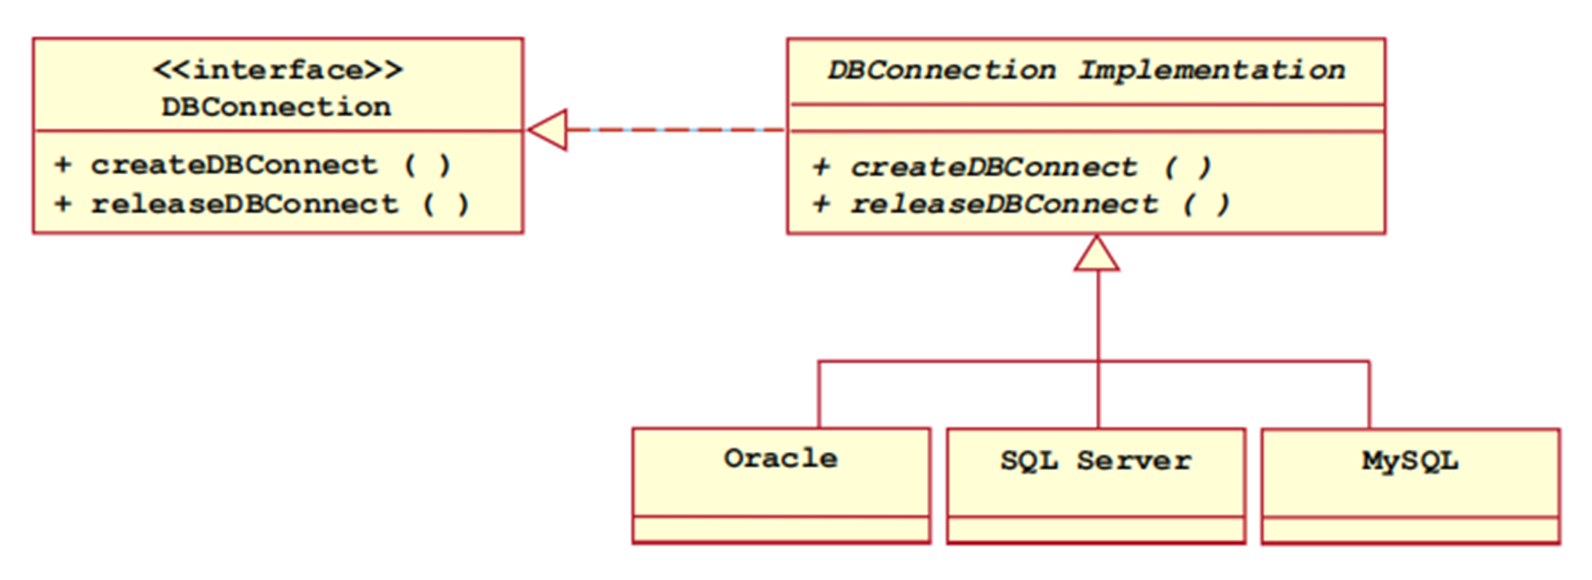 <<interface>>
DBConnection
+ createDBConnect ( )
+ releaseDBConnect ( )
DBConnection Implementation
+ createDBConnect ( )
+ releaseDBConnect ( )
Oracle
SQL Server
MySQL